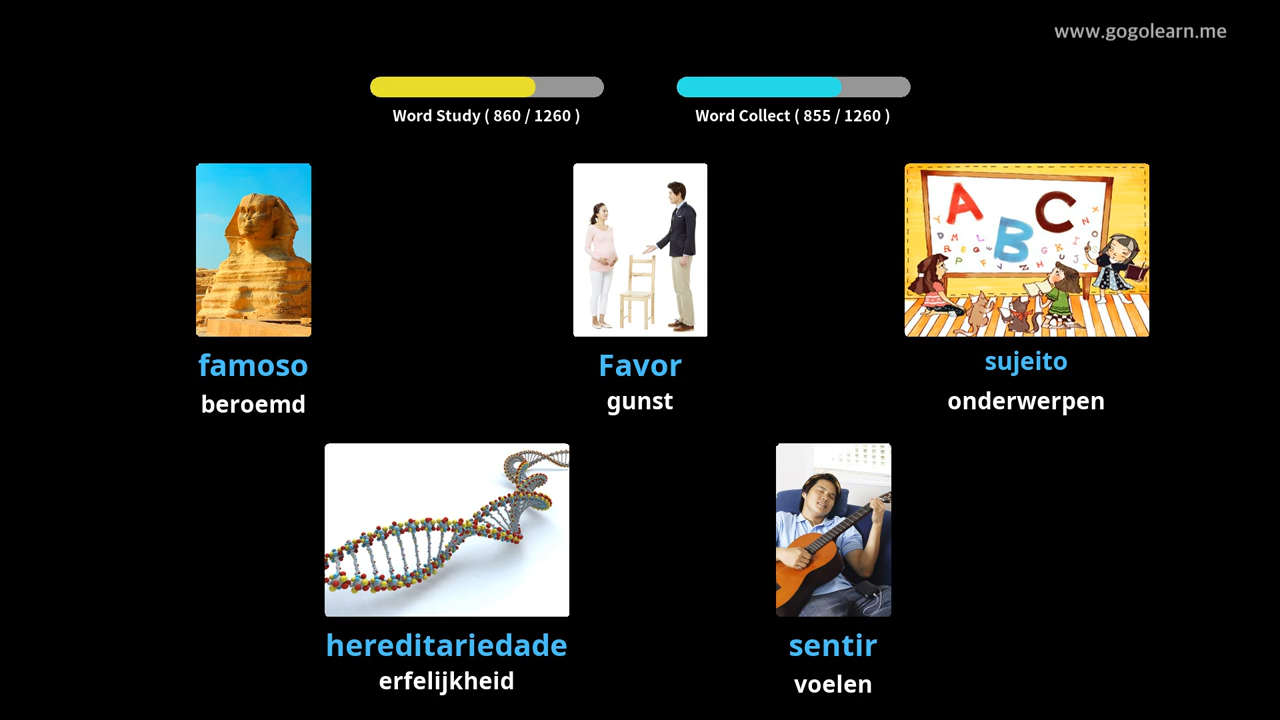 www.gogolearn.me
Word Study ( 860 / 1260 )
Word Collect ( 855 / 1260 )
A B C
famoso
beroemd
Favor
gunst
sujeito
onderwerpen
hereditariedade
erfelijkheid
sentir
voelen